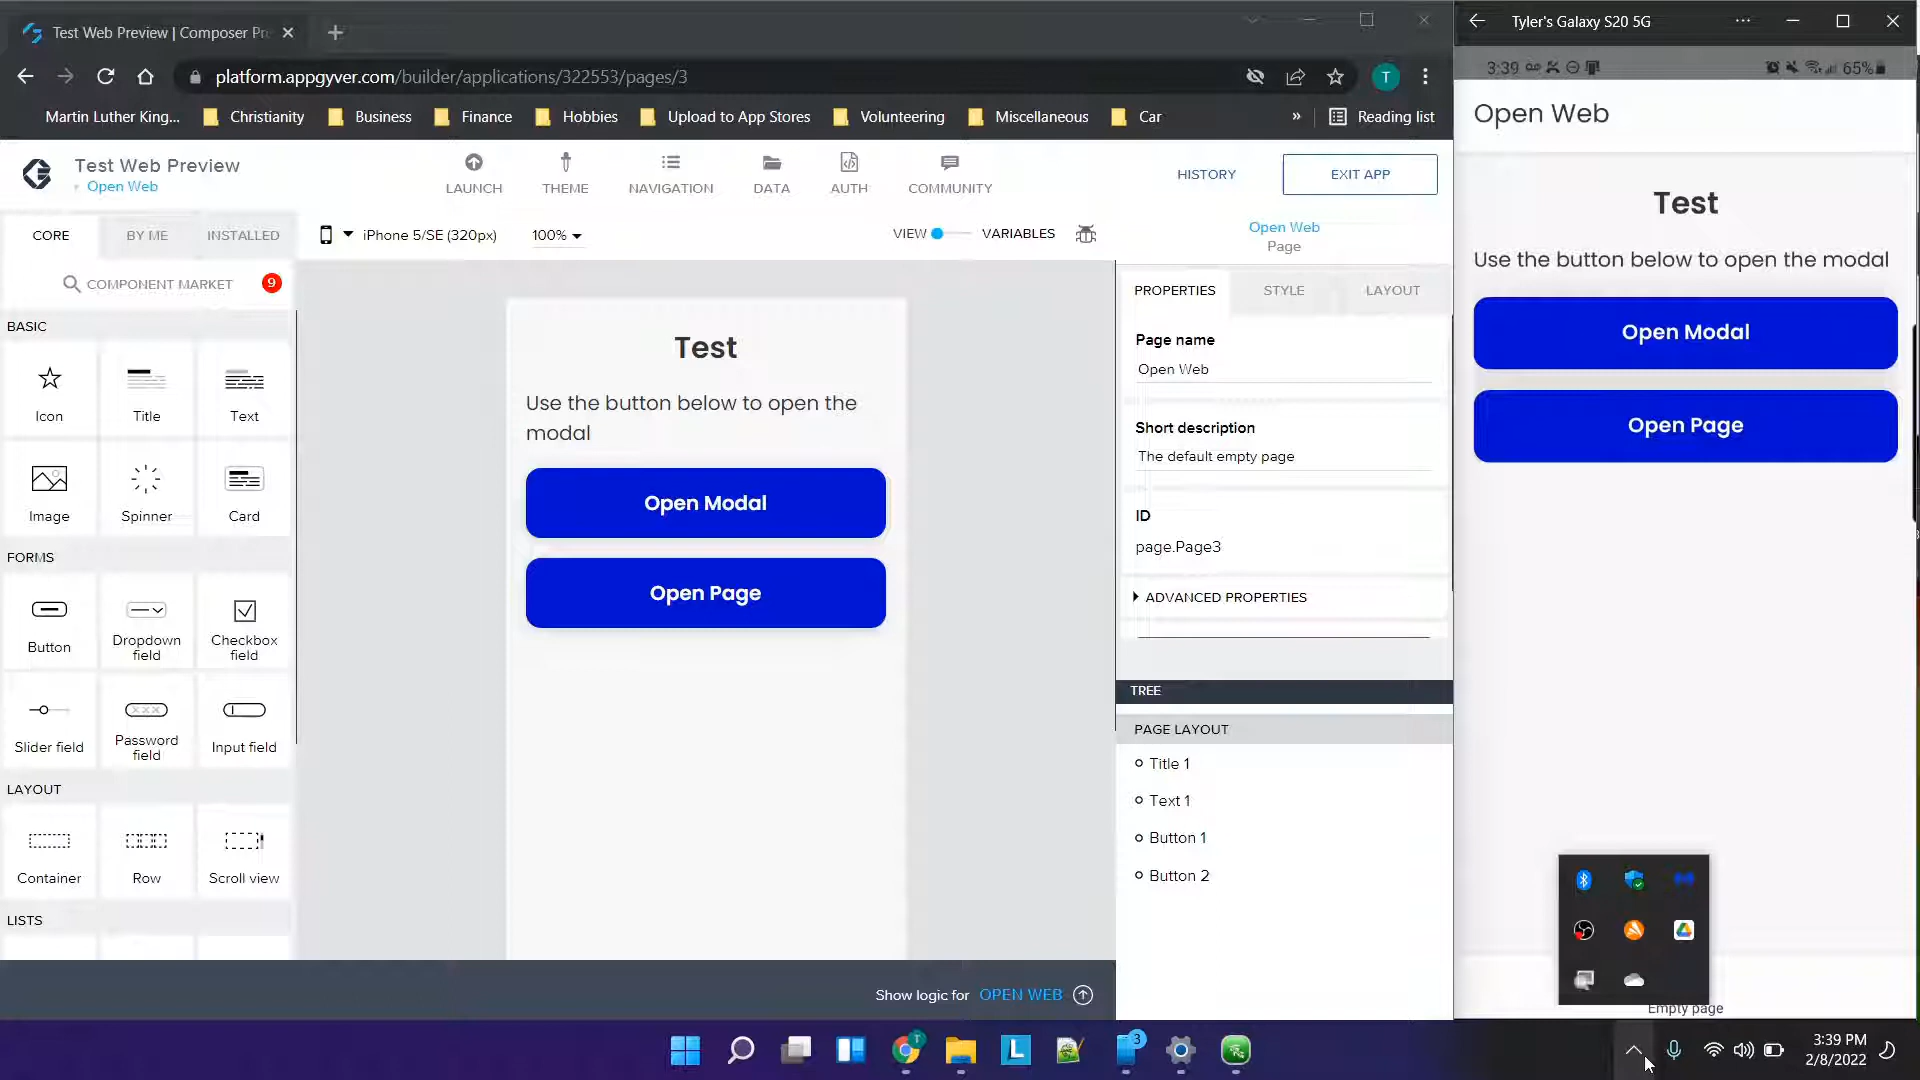 Test Web Preview | Composer Pr
platform.appgyver.com/builder/applications/322553/pages/3
T
Martin Luther King...
Christianity
Business
Finance
Hobbies
Upload to App Stores
Volunteering
Miscellaneous
Car
»
Reading list
Test Web Preview
Open Web
LAUNCH
THEME
NAVIGATION
DATA
AUTH
COMMUNITY
HISTORY
EXIT APP
CORE
BY ME
INSTALLED
iPhone 5/SE (320px)
100%
VIEW
VARIABLES
Open Web
Page
COMPONENT MARKET
9
BASIC
Icon
Title
Text
Image
Spinner
Card
FORMS
Button
Dropdown field
Checkbox field
Slider field
Password field
Input field
LAYOUT
Container
Row
Scroll view
LISTS
Test
Use the button below to open the
modal
Open Modal
Open Page
Show logic for OPEN WEB
PROPERTIES
STYLE
LAYOUT
Page name
Open Web
Short description
The default empty page
ID
page.Page3
ADVANCED PROPERTIES
TREE
PAGE LAYOUT
Title 1
Text 1
Button 1
Button 2
Tyler's Galaxy S20 5G
3:39
65%
Open Web
Test
Use the button below to open the modal
Open Modal
Open Page
Empty page
T
L
3
3:39 PM
2/8/2022